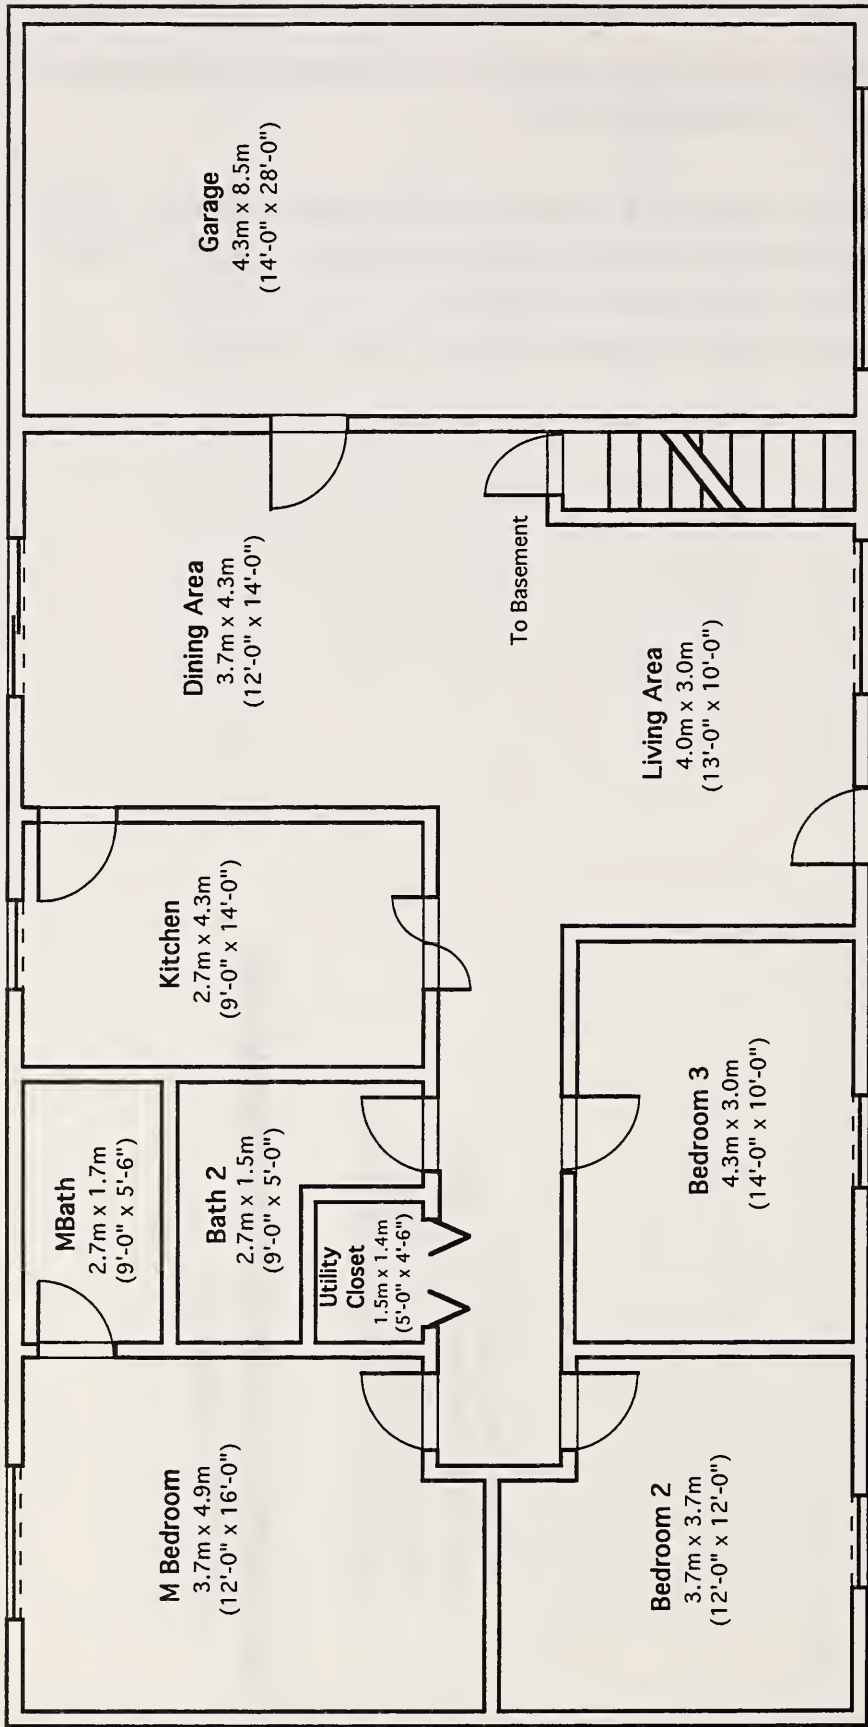 M Bedroom
3.7m x 4.9m
(12'-0" x 16'-0")
MBath
2.7m x 1.7m
(9'-0" x 5'-6")
Bath 2
2.7m x 1.5m
(9'-0" x 5'-0")
Utility
Closet
1.5m x 1.4m
(5'-0" x 4'-6")
Kitchen
2.7m x 4.3m
(9'-0" x 14'-0")
Dining Area
3.7m x 4.3m
(12'-0" x 14'-0")
Garage
4.3m x 8.5m
(14'-0" x 28'-0")
To Basement
Living Area
4.0m x 3.0m
(13'-0" x 10'-0")
Bedroom 3
4.3m x 3.0m
(14'-0" x 10'-0")
Bedroom 2
3.7m x 3.7m
(12'-0" x 12'-0")